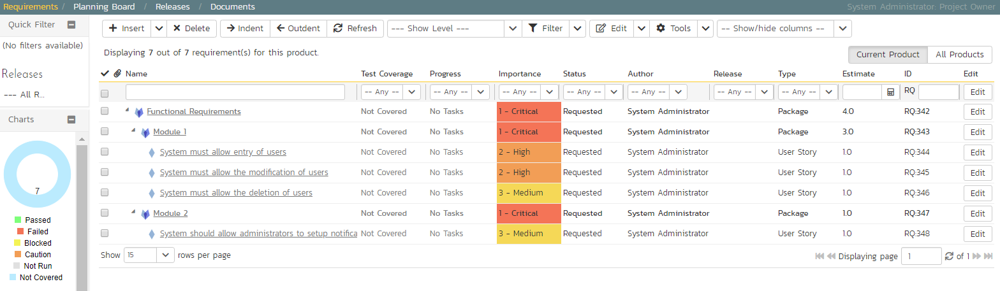 Requirements / Planning Board / Releases / Documents System Administrator: Project Owner
Quick Filter
(No filters available)
Releases
--- All R...
Charts
7
Passed
Failed
Blocked
Caution
Not Run
Not Covered
Insert Delete Indent Outdent Refresh --- Show Level --- Filter Edit Tools -- Show/hide columns --
Displaying 7 out of 7 requirement(s) for this product.
Current Product All Products
Name Test Coverage Progress Importance Status Author Release Type Estimate ID Edit
-- Any -- -- Any -- -- Any -- -- Any -- -- Any -- -- Any -- -- Any -- RQ Edit
Functional Requirements Not Covered No Tasks 1 - Critical Requested System Administrator Package 4.0 RQ:342 Edit
Module 1 Not Covered No Tasks 1 - Critical Requested System Administrator Package 3.0 RQ:343 Edit
System must allow entry of users Not Covered No Tasks 2 - High Requested System Administrator User Story 1.0 RQ:344 Edit
System must allow the modification of users Not Covered No Tasks 2 - High Requested System Administrator User Story 1.0 RQ:345 Edit
System must allow the deletion of users Not Covered No Tasks 3 - Medium Requested System Administrator User Story 1.0 RQ:346 Edit
Module 2 Not Covered No Tasks 1 - Critical Requested System Administrator Package 1.0 RQ:347 Edit
System should allow administrators to setup notifica Not Covered No Tasks 3 - Medium Requested System Administrator User Story 1.0 RQ:348 Edit
Show 15 rows per page Displaying page 1 of 1